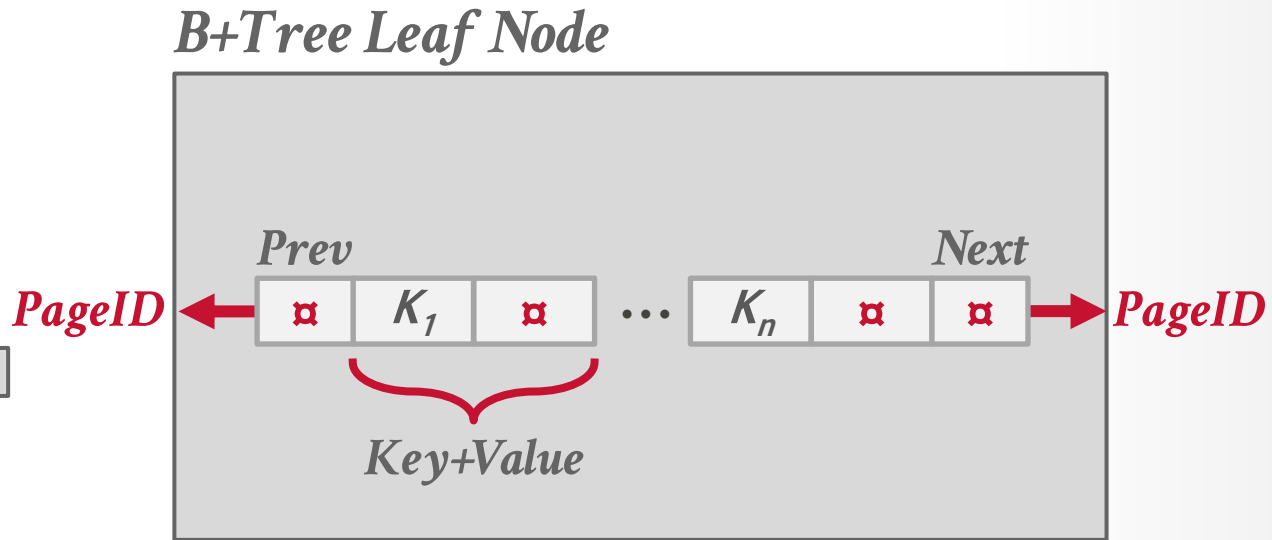 B+Tree Leaf Node
Prev Next
PageID ¤ K₁ ¤ ... Kₙ ¤ ¤ PageID
Key+Value